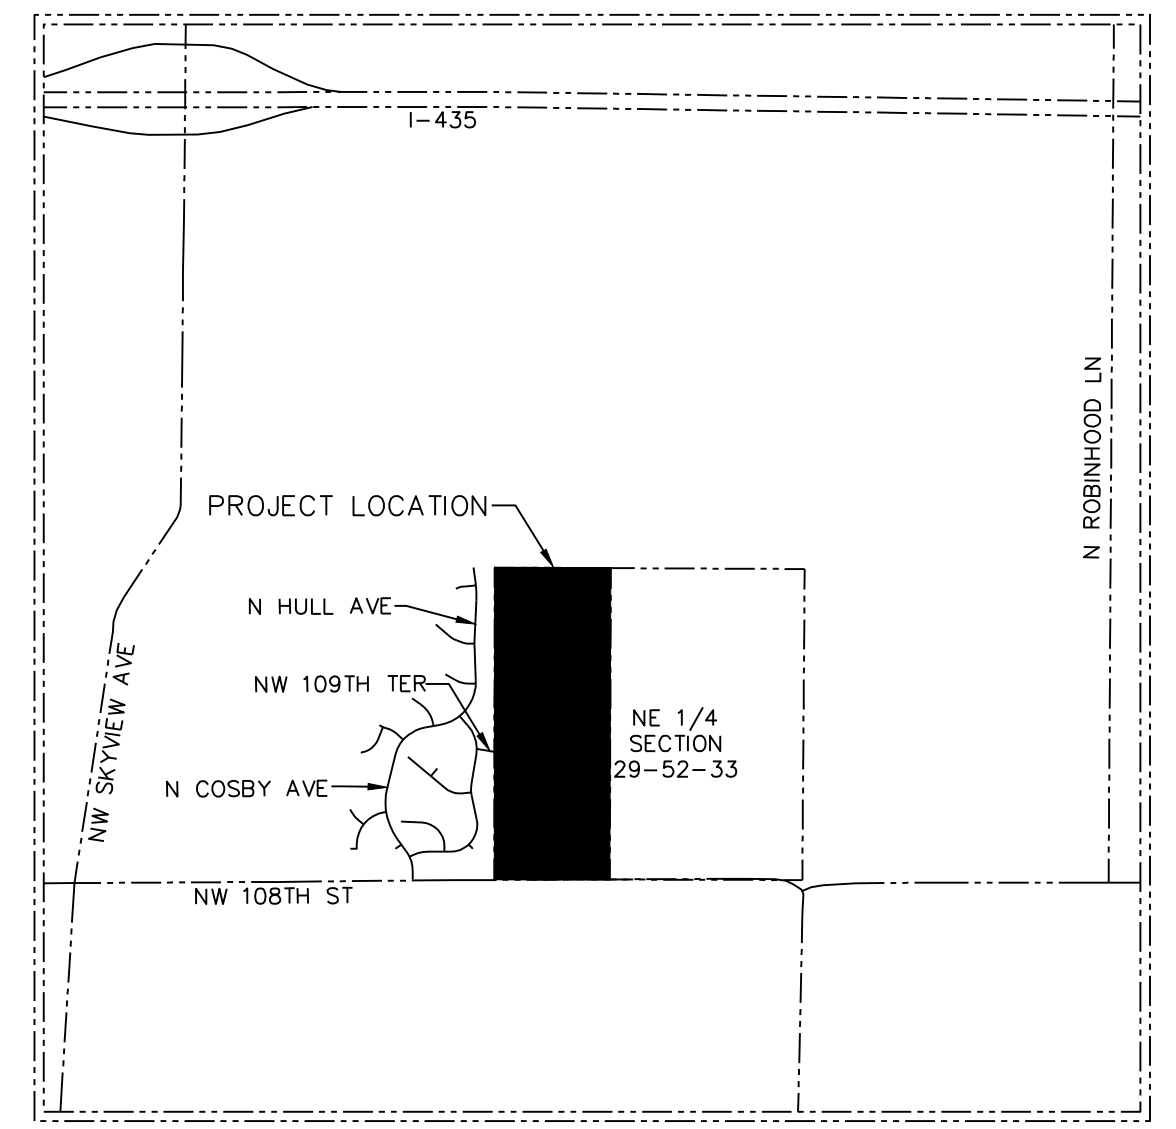 I-435
N ROBINHOOD LN
PROJECT LOCATION
N HULL AVE
NW 109TH TER
NW SKYVIEW AVE
NE 1/4
SECTION
29-52-33
N COSBY AVE
NW 108TH ST